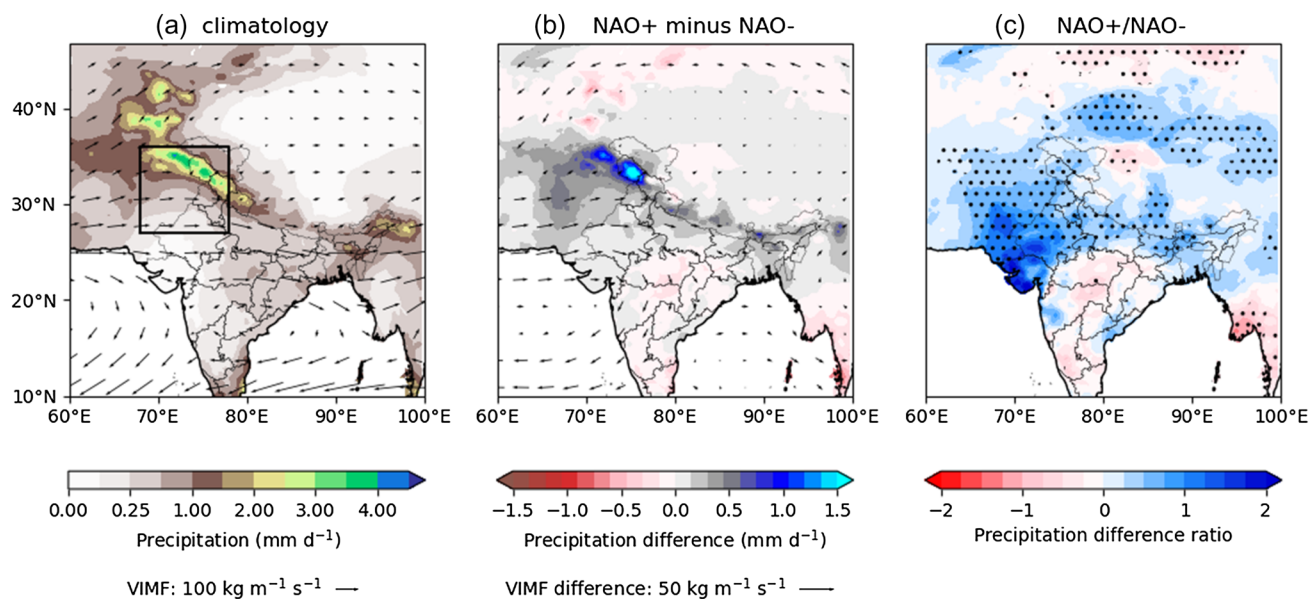 (a) climatology
(b) NAO+ minus NAO-
(c) NAO+/NAO-
40°N
30°N
20°N
10°N
60°E 70°E 80°E 90°E 100°E
60°E 70°E 80°E 90°E 100°E
60°E 70°E 80°E 90°E 100°E
0.00 0.25 1.00 2.00 3.00 4.00
−1.5 −1.0 −0.5 0.0 0.5 1.0 1.5
−2 −1 0 1 2
Precipitation (mm d⁻¹)
Precipitation difference (mm d⁻¹)
Precipitation difference ratio
VIMF: 100 kg m⁻¹ s⁻¹
VIMF difference: 50 kg m⁻¹ s⁻¹